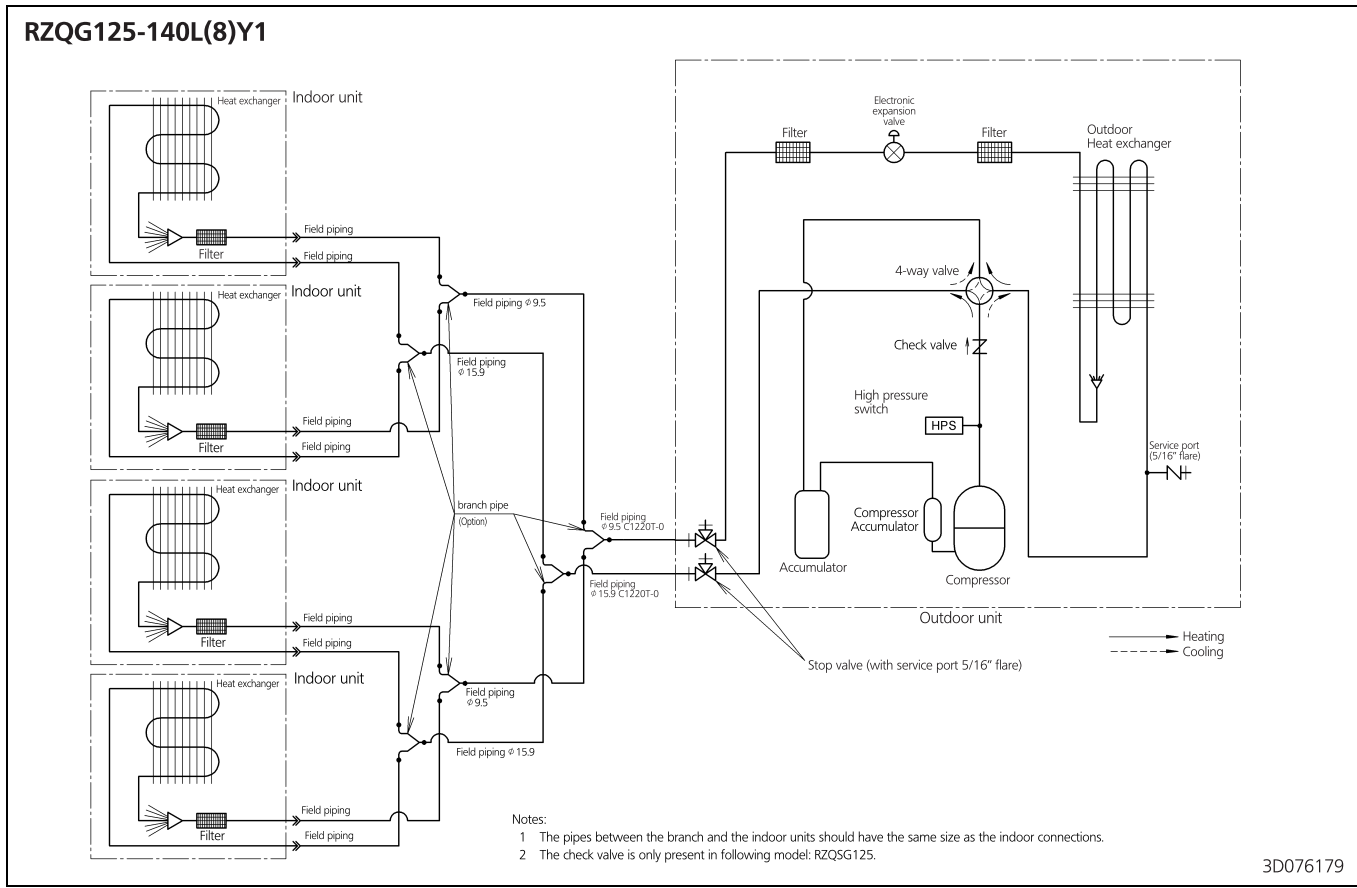 RZQG125-140L(8)Y1
Heat exchanger
Indoor unit
Filter
Field piping
Field piping
Heat exchanger
Indoor unit
Filter
Field piping
Field piping
Heat exchanger
Indoor unit
Filter
Field piping
Field piping
Heat exchanger
Indoor unit
Filter
Field piping
Field piping
Field piping φ 9.5
Field piping
φ 15.9
branch pipe
(Option)
Field piping
φ 9.5 C1220T-0
Field piping
φ 15.9 C1220T-0
Field piping
φ 9.5
Field piping φ 15.9
Filter
Electronic
expansion
valve
Filter
Outdoor
Heat exchanger
4-way valve
Check valve
High pressure
switch
HPS
Service port
(5/16" flare)
Compressor
Accumulator
Accumulator
Compressor
Outdoor unit
Heating
Cooling
Stop valve (with service port 5/16" flare)
Notes:
1 The pipes between the branch and the indoor units should have the same size as the indoor connections.
2 The check valve is only present in following model: RZQSG125.
3D076179